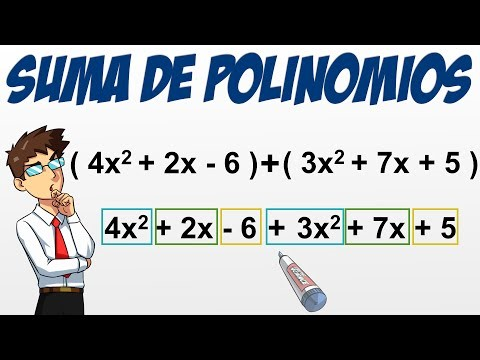 SUMA DE POLINOMIOS
( 4x² + 2x - 6 )+( 3x² + 7x + 5 )
4x² + 2x - 6 + 3x² + 7x + 5